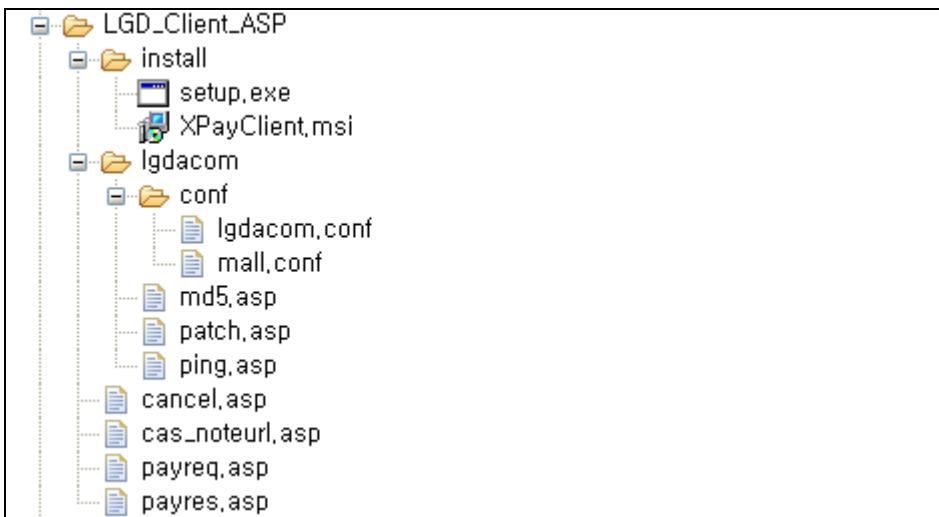 LGD_Client_ASP
install
setup.exe
XPayClient.msi
lgdacom
conf
lgdacom.conf
mall.conf
md5.asp
patch.asp
ping.asp
cancel.asp
cas_noteurl.asp
payreq.asp
payres.asp